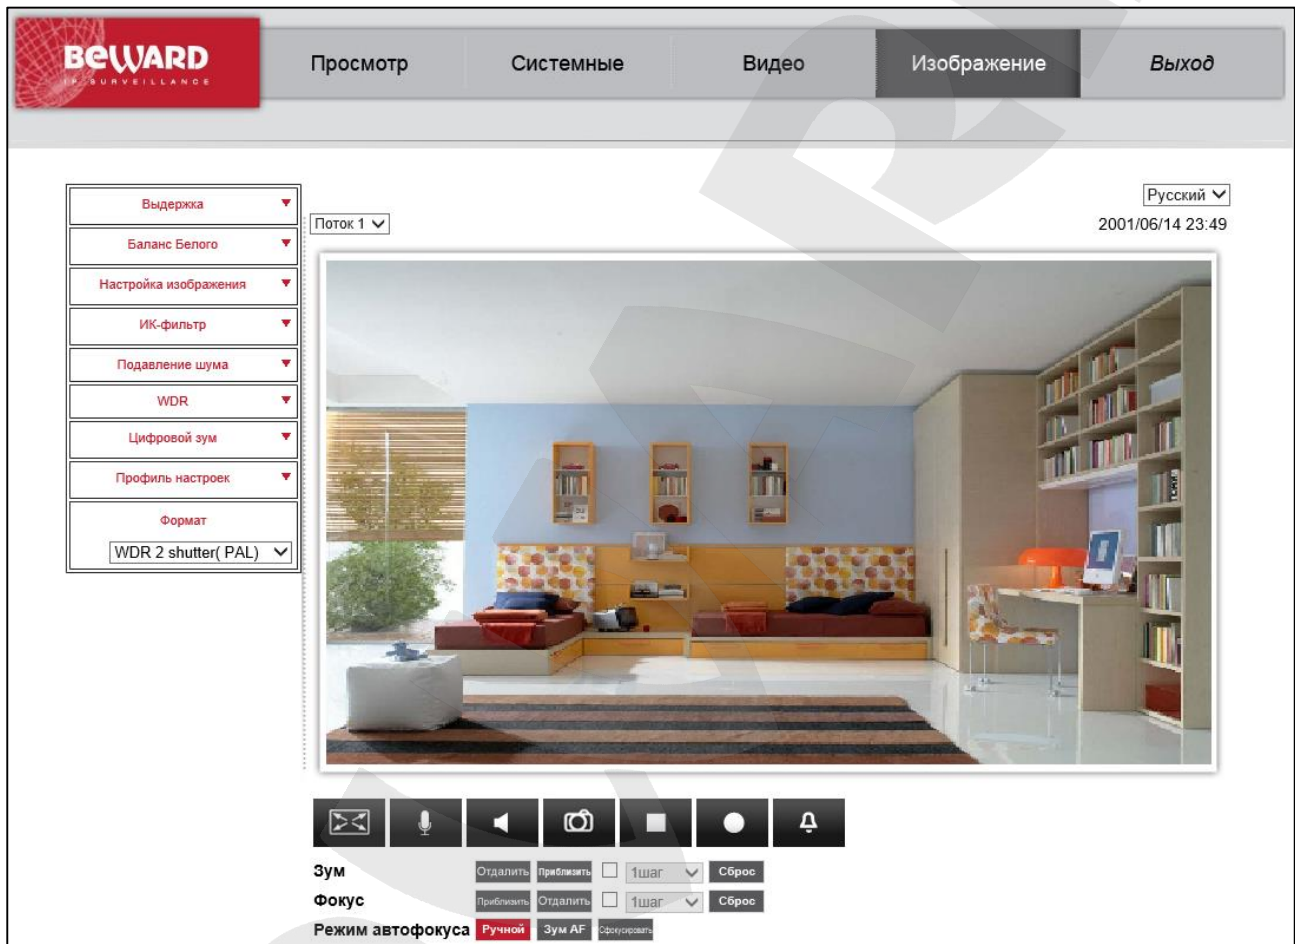 BEWARD
IP SURVEILLANCE
Просмотр Системные Видео Изображение Выход
Русский
Поток 1
2001/06/14 23:49
Выдержка
Баланс Белого
Настройка изображения
ИК-фильтр
Подавление шума
WDR
Цифровой зум
Профиль настроек
Формат
WDR 2 shutter( PAL)
Зум Отдалить Приблизить 1шаг Сброс
Фокус Приблизить Отдалить 1шаг Сброс
Режим автофокуса Ручной Зум AF Сфокусировать